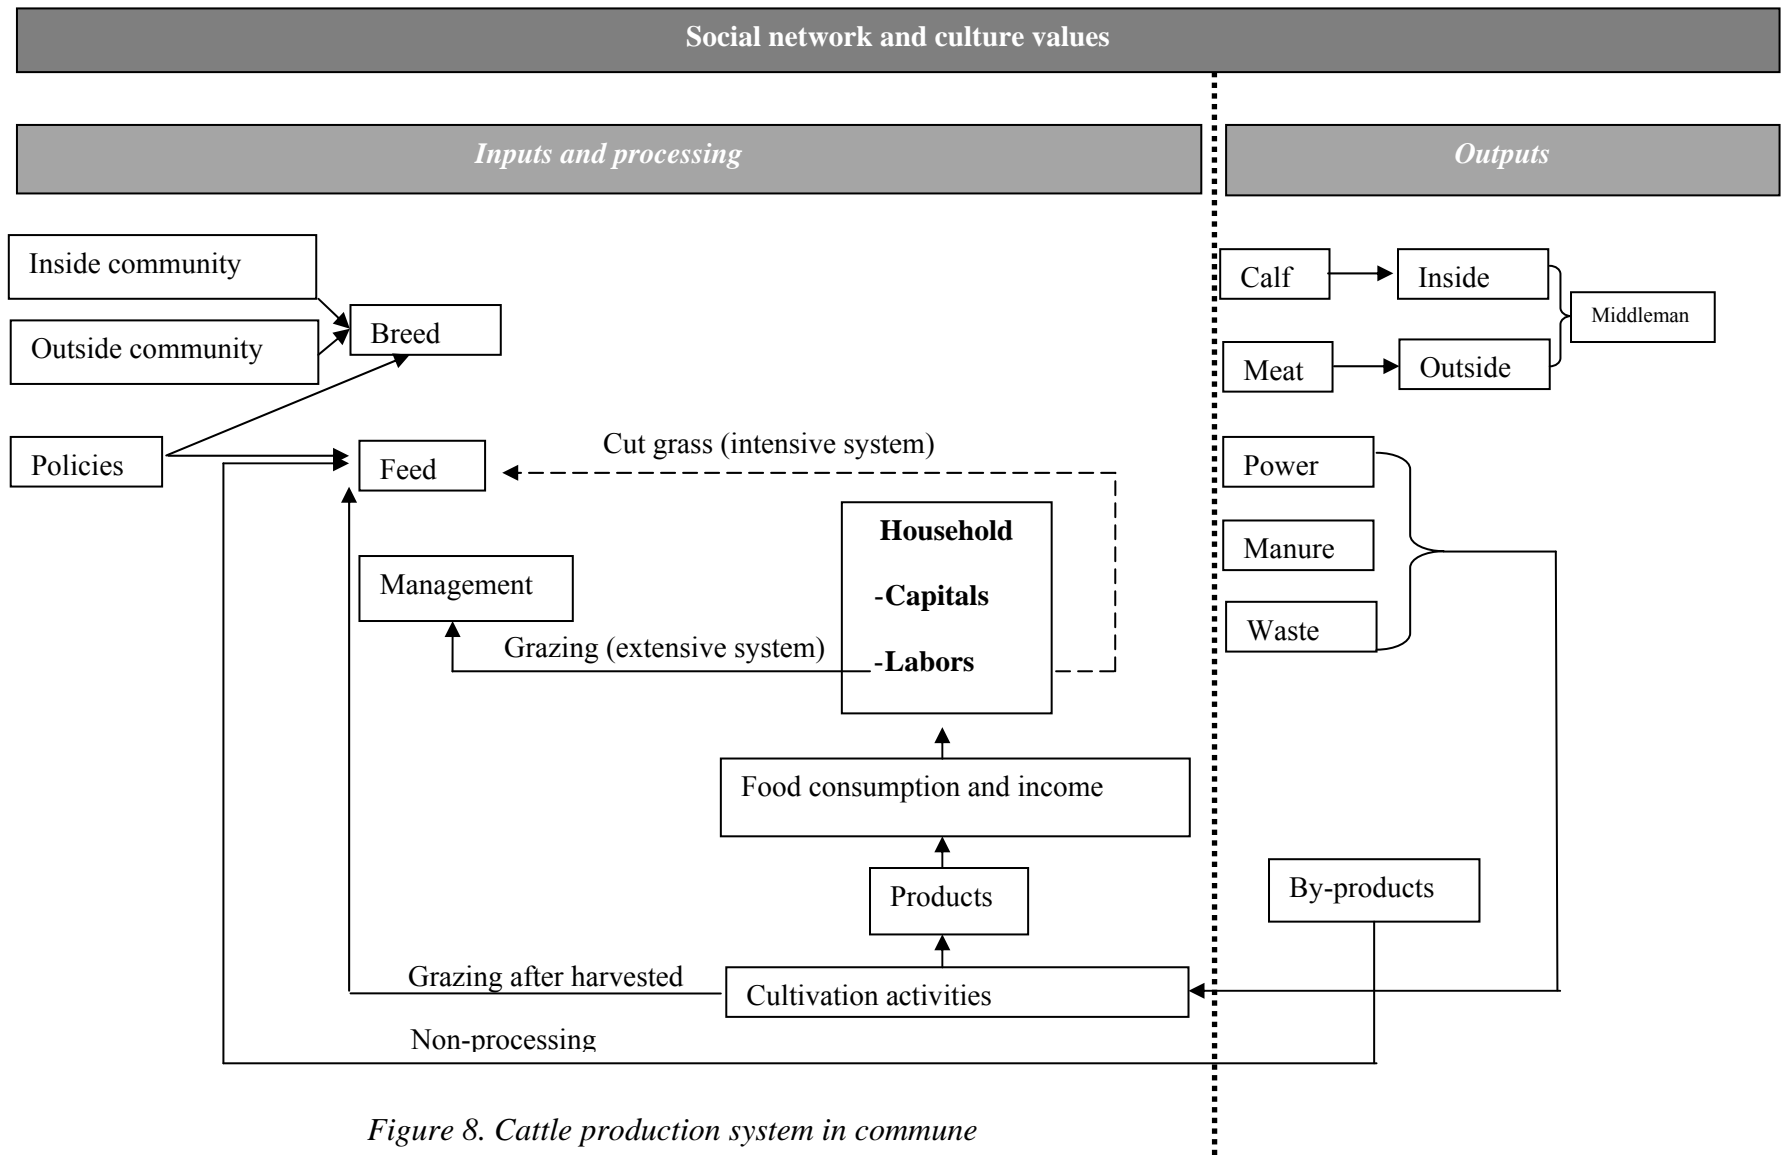 Social network and culture values
Inputs and processing
Outputs
Inside community
Outside community
Breed
Policies
Feed
Cut grass (intensive system)
Management
Grazing (extensive system)
Household
-Capitals
-Labors
Food consumption and income
Products
Grazing after harvested
Cultivation activities
Non-processing
Calf
Inside
Middleman
Meat
Outside
Power
Manure
Waste
By-products
Figure 8. Cattle production system in commune